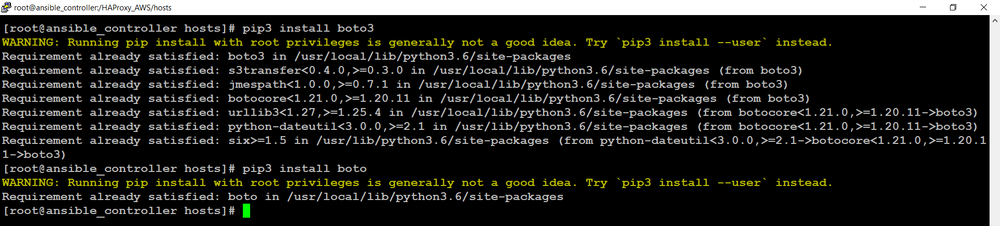 root@ansible_controller:/HAProxy_AWS/hosts
[root@ansible_controller hosts]# pip3 install boto3
WARNING: Running pip install with root privileges is generally not a good idea. Try `pip3 install --user` instead.
Requirement already satisfied: boto3 in /usr/local/lib/python3.6/site-packages
Requirement already satisfied: s3transfer<0.4.0,>=0.3.0 in /usr/local/lib/python3.6/site-packages (from boto3)
Requirement already satisfied: jmespath<1.0.0,>=0.7.1 in /usr/local/lib/python3.6/site-packages (from boto3)
Requirement already satisfied: botocore<1.21.0,>=1.20.11 in /usr/local/lib/python3.6/site-packages (from boto3)
Requirement already satisfied: urllib3<1.27,>=1.25.4 in /usr/local/lib/python3.6/site-packages (from botocore<1.21.0,>=1.20.11->boto3)
Requirement already satisfied: python-dateutil<3.0.0,>=2.1 in /usr/lib/python3.6/site-packages (from botocore<1.21.0,>=1.20.11->boto3)
Requirement already satisfied: six>=1.5 in /usr/lib/python3.6/site-packages (from python-dateutil<3.0.0,>=2.1->botocore<1.21.0,>=1.20.1
1->boto3)
[root@ansible_controller hosts]# pip3 install boto
WARNING: Running pip install with root privileges is generally not a good idea. Try `pip3 install --user` instead.
Requirement already satisfied: boto in /usr/local/lib/python3.6/site-packages
[root@ansible_controller hosts]#